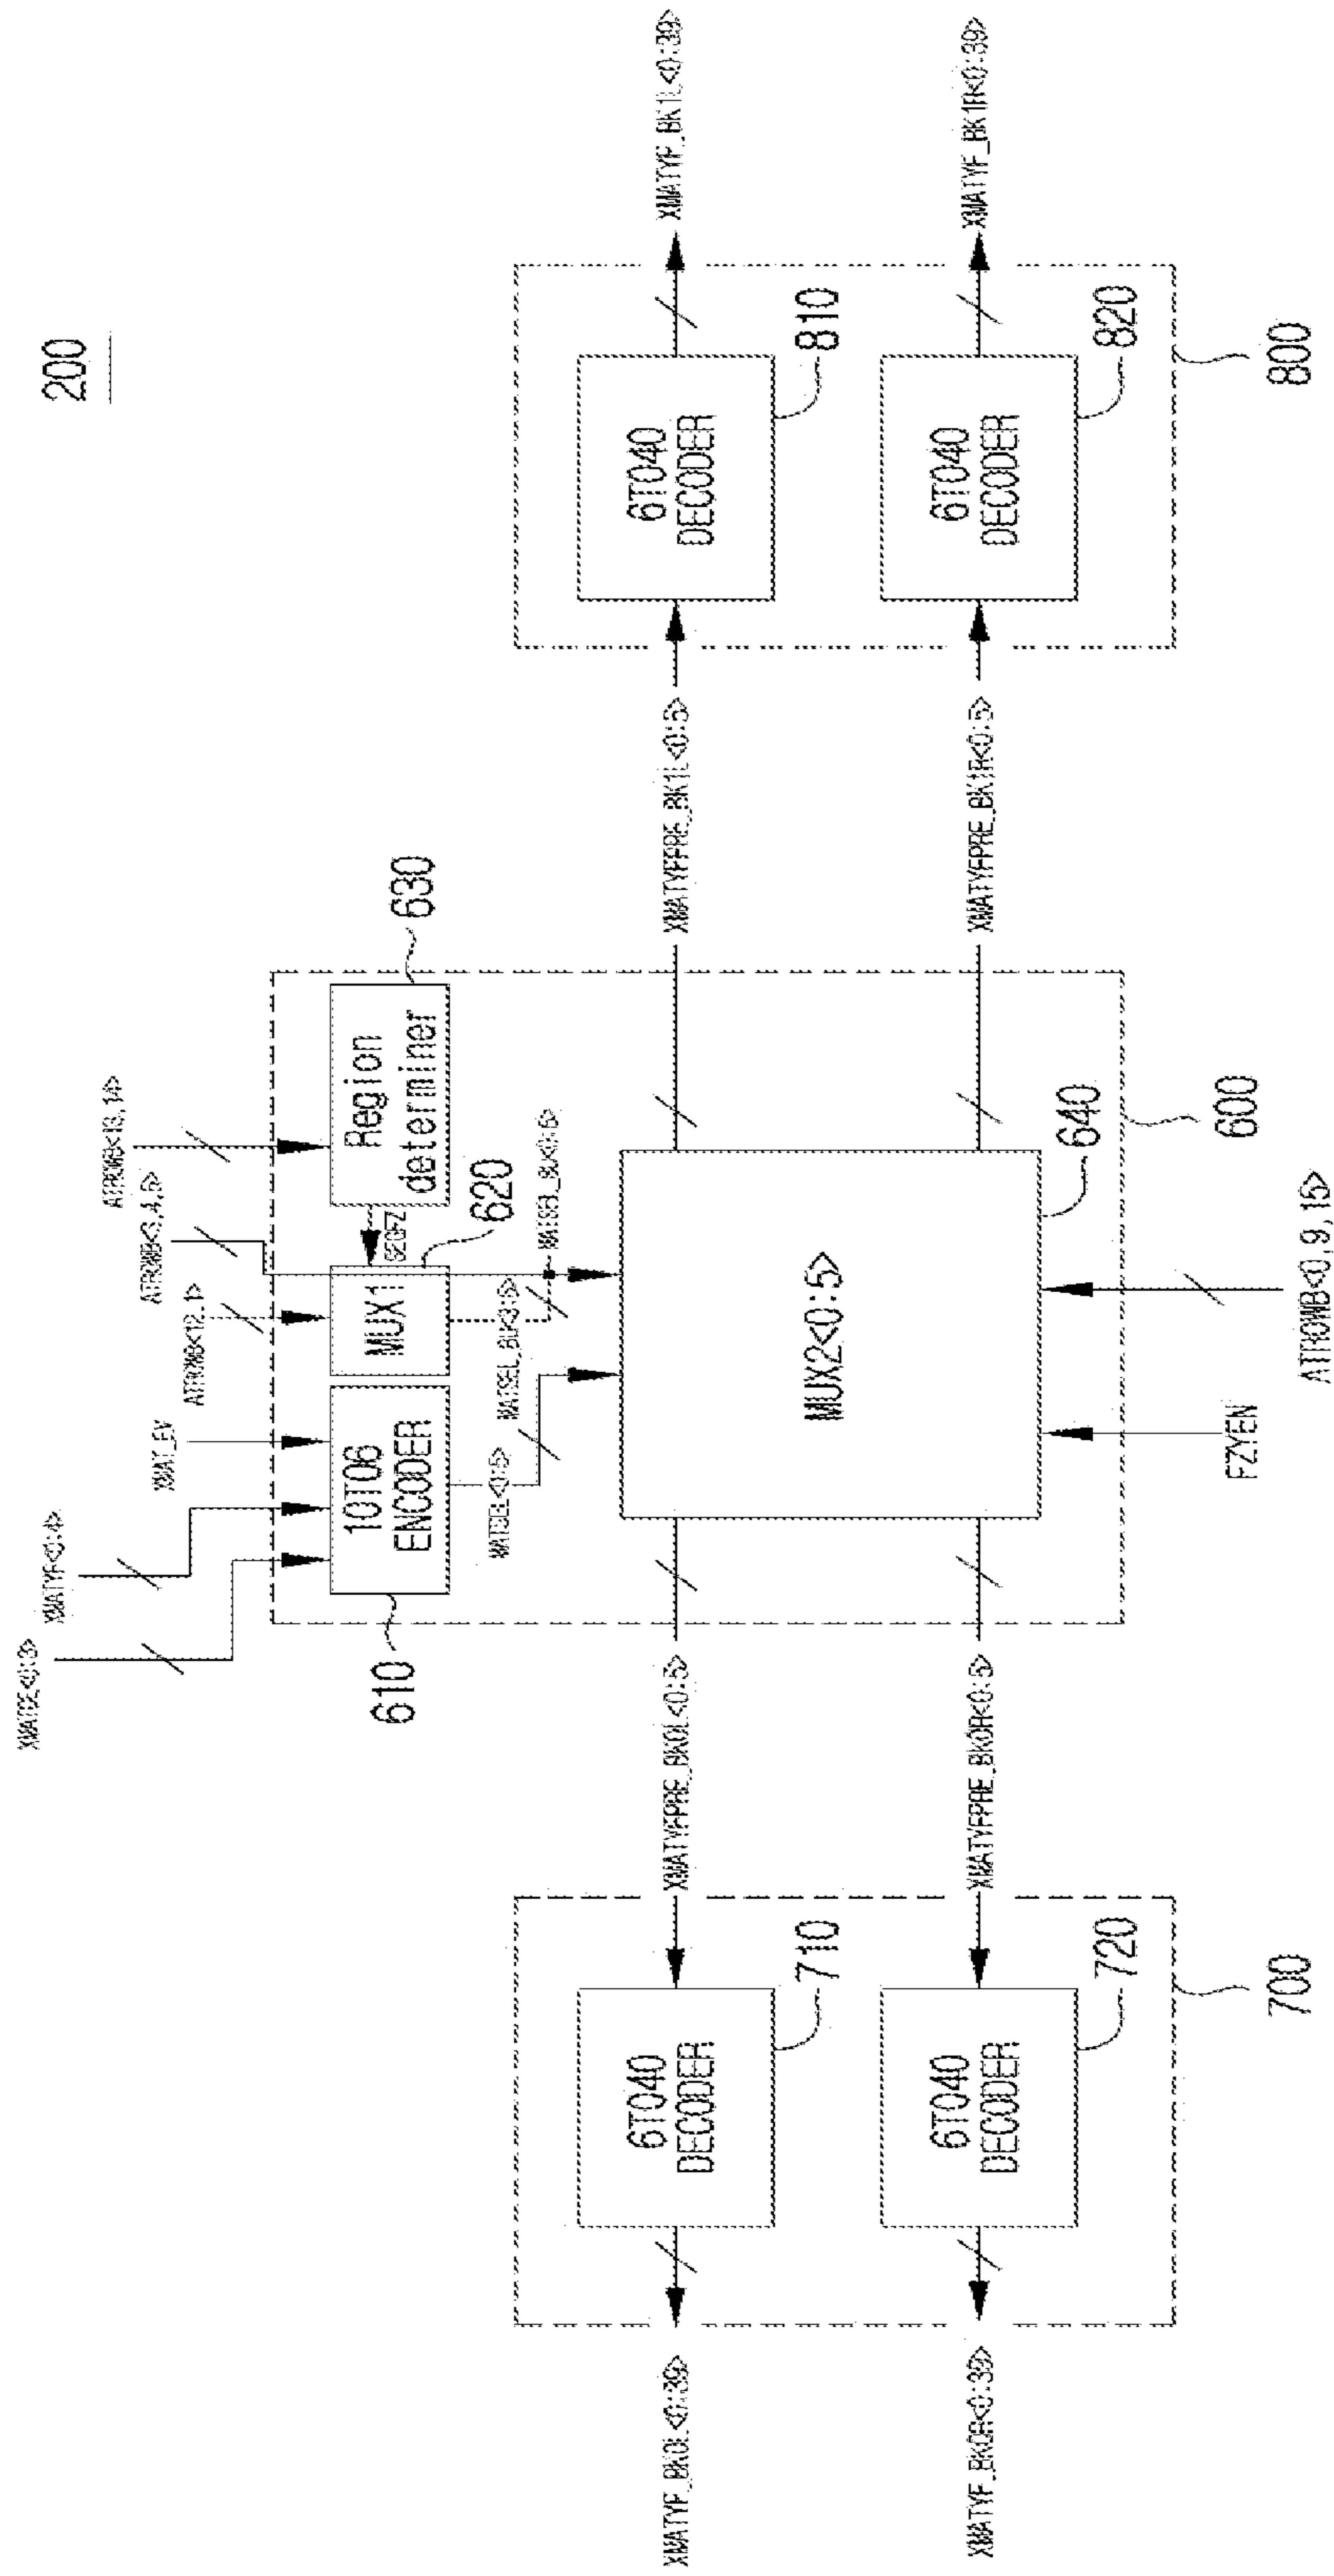 200
XMATYF<0:4>
XMAT_EV
ATROWB<12,1>
ATROWB<3,4,5>
ATROWB<13,14>
10TO6
ENCODER
610
MUX1
620
Region
determiner
630
MATSEL<0:5>
MUX2<0:5>
640
600
FZYEN
ATROWB<0,9,15>
XMATYFPRE_BK0L<0:5>
XMATYFPRE_BK0R<0:5>
XMATYFPRE_BK1L<0:5>
XMATYFPRE_BK1R<0:5>
6TO40
DECODER
710
6TO40
DECODER
720
700
XMATYF_BK0L<0:39>
XMATYF_BK0R<0:39>
6TO40
DECODER
810
6TO40
DECODER
820
800
XMATYF_BK1L<0:39>
XMATYF_BK1R<0:39>